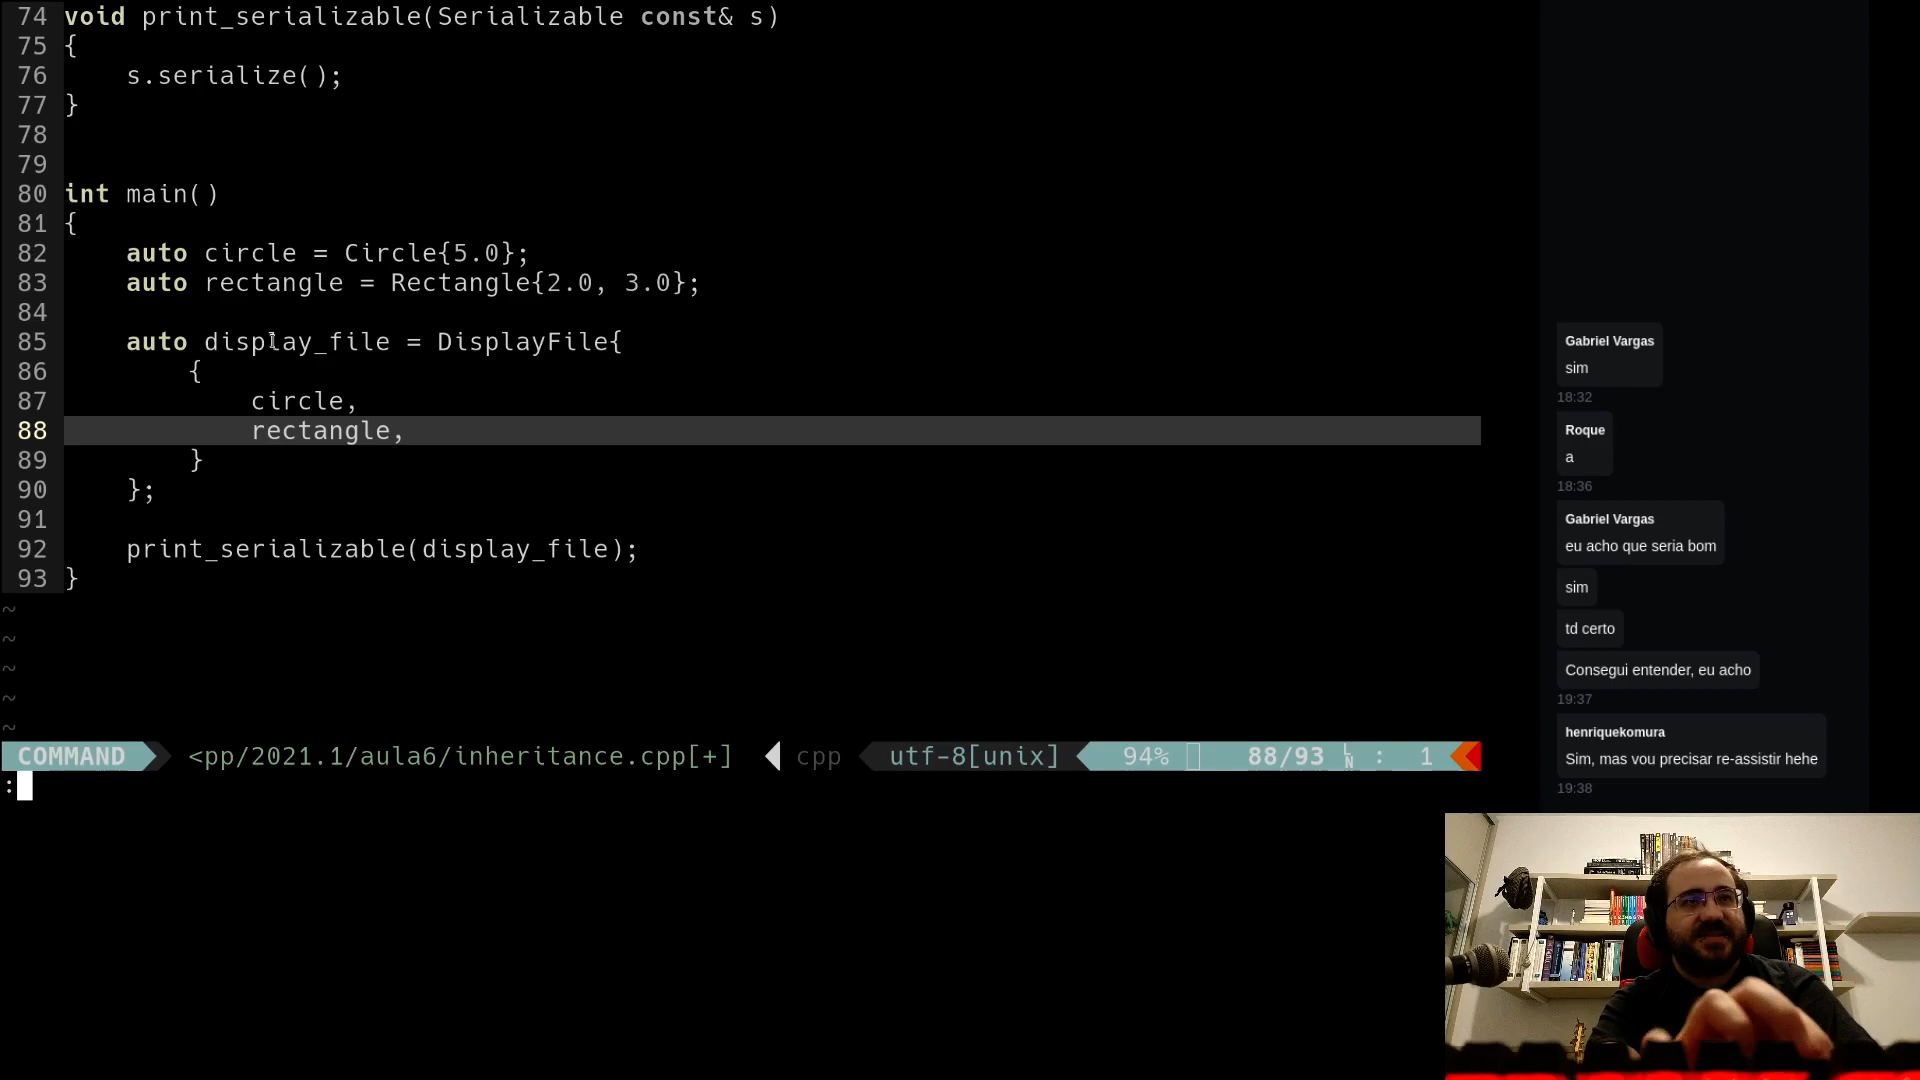 74 void print_serializable(Serializable const& s)
75 {
76     s.serialize();
77 }
78
79
80 int main()
81 {
82     auto circle = Circle{5.0};
83     auto rectangle = Rectangle{2.0, 3.0};
84
85     auto display_file = DisplayFile{
86         {
87             circle,
88             rectangle,
89         }
90     };
91
92     print_serializable(display_file);
93 }
~
~
~
~
~
COMMAND <pp/2021.1/aula6/inheritance.cpp[+] cpp utf-8[unix] 94% 88/93 LN : 1
:
Gabriel Vargas
sim
18:32
Roque
a
18:36
Gabriel Vargas
eu acho que seria bom
sim
td certo
Consegui entender, eu acho
19:37
henriquekomura
Sim, mas vou precisar re-assistir hehe
19:38